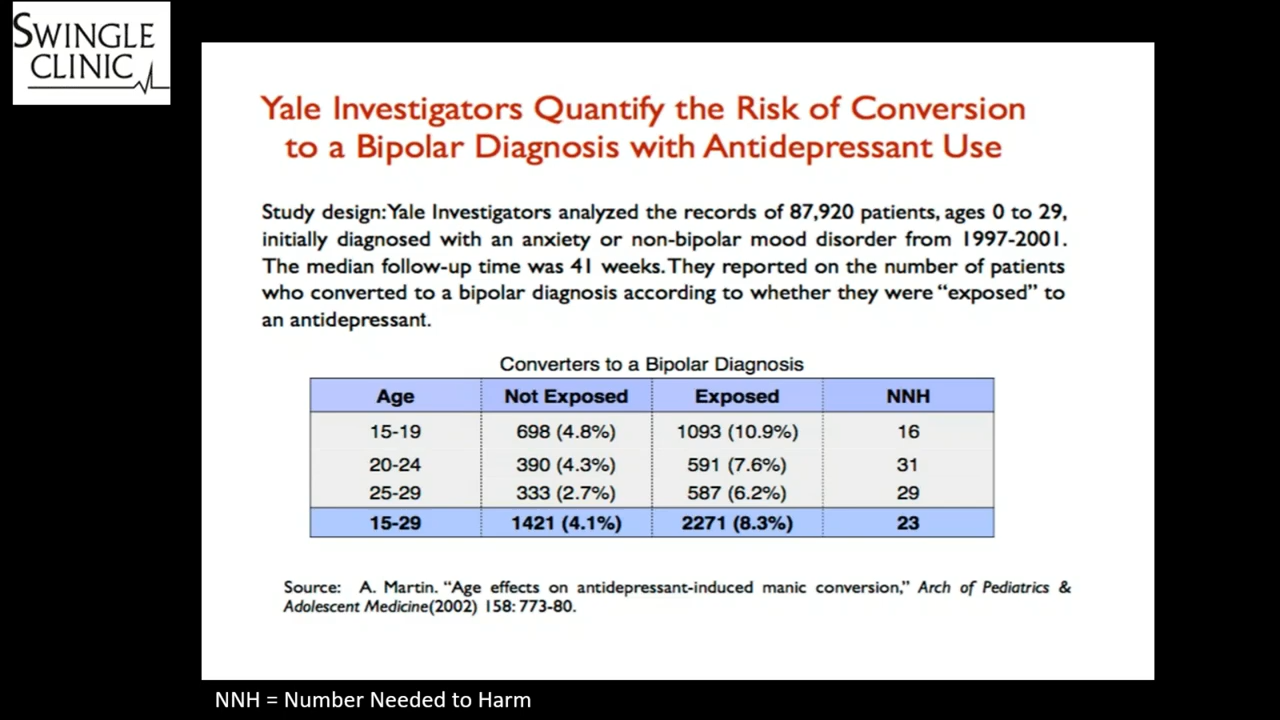 SWINGLE
CLINIC
Yale Investigators Quantify the Risk of Conversion
to a Bipolar Diagnosis with Antidepressant Use
Study design: Yale Investigators analyzed the records of 87,920 patients, ages 0 to 29,
initially diagnosed with an anxiety or non-bipolar mood disorder from 1997-2001.
The median follow-up time was 41 weeks. They reported on the number of patients
who converted to a bipolar diagnosis according to whether they were “exposed” to
an antidepressant.
Converters to a Bipolar Diagnosis
Age Not Exposed Exposed NNH
15-19 698 (4.8%) 1093 (10.9%) 16
20-24 390 (4.3%) 591 (7.6%) 31
25-29 333 (2.7%) 587 (6.2%) 29
15-29 1421 (4.1%) 2271 (8.3%) 23
Source: A. Martin. “Age effects on antidepressant-induced manic conversion,” Arch of Pediatrics &
Adolescent Medicine(2002) 158: 773-80.
NNH = Number Needed to Harm